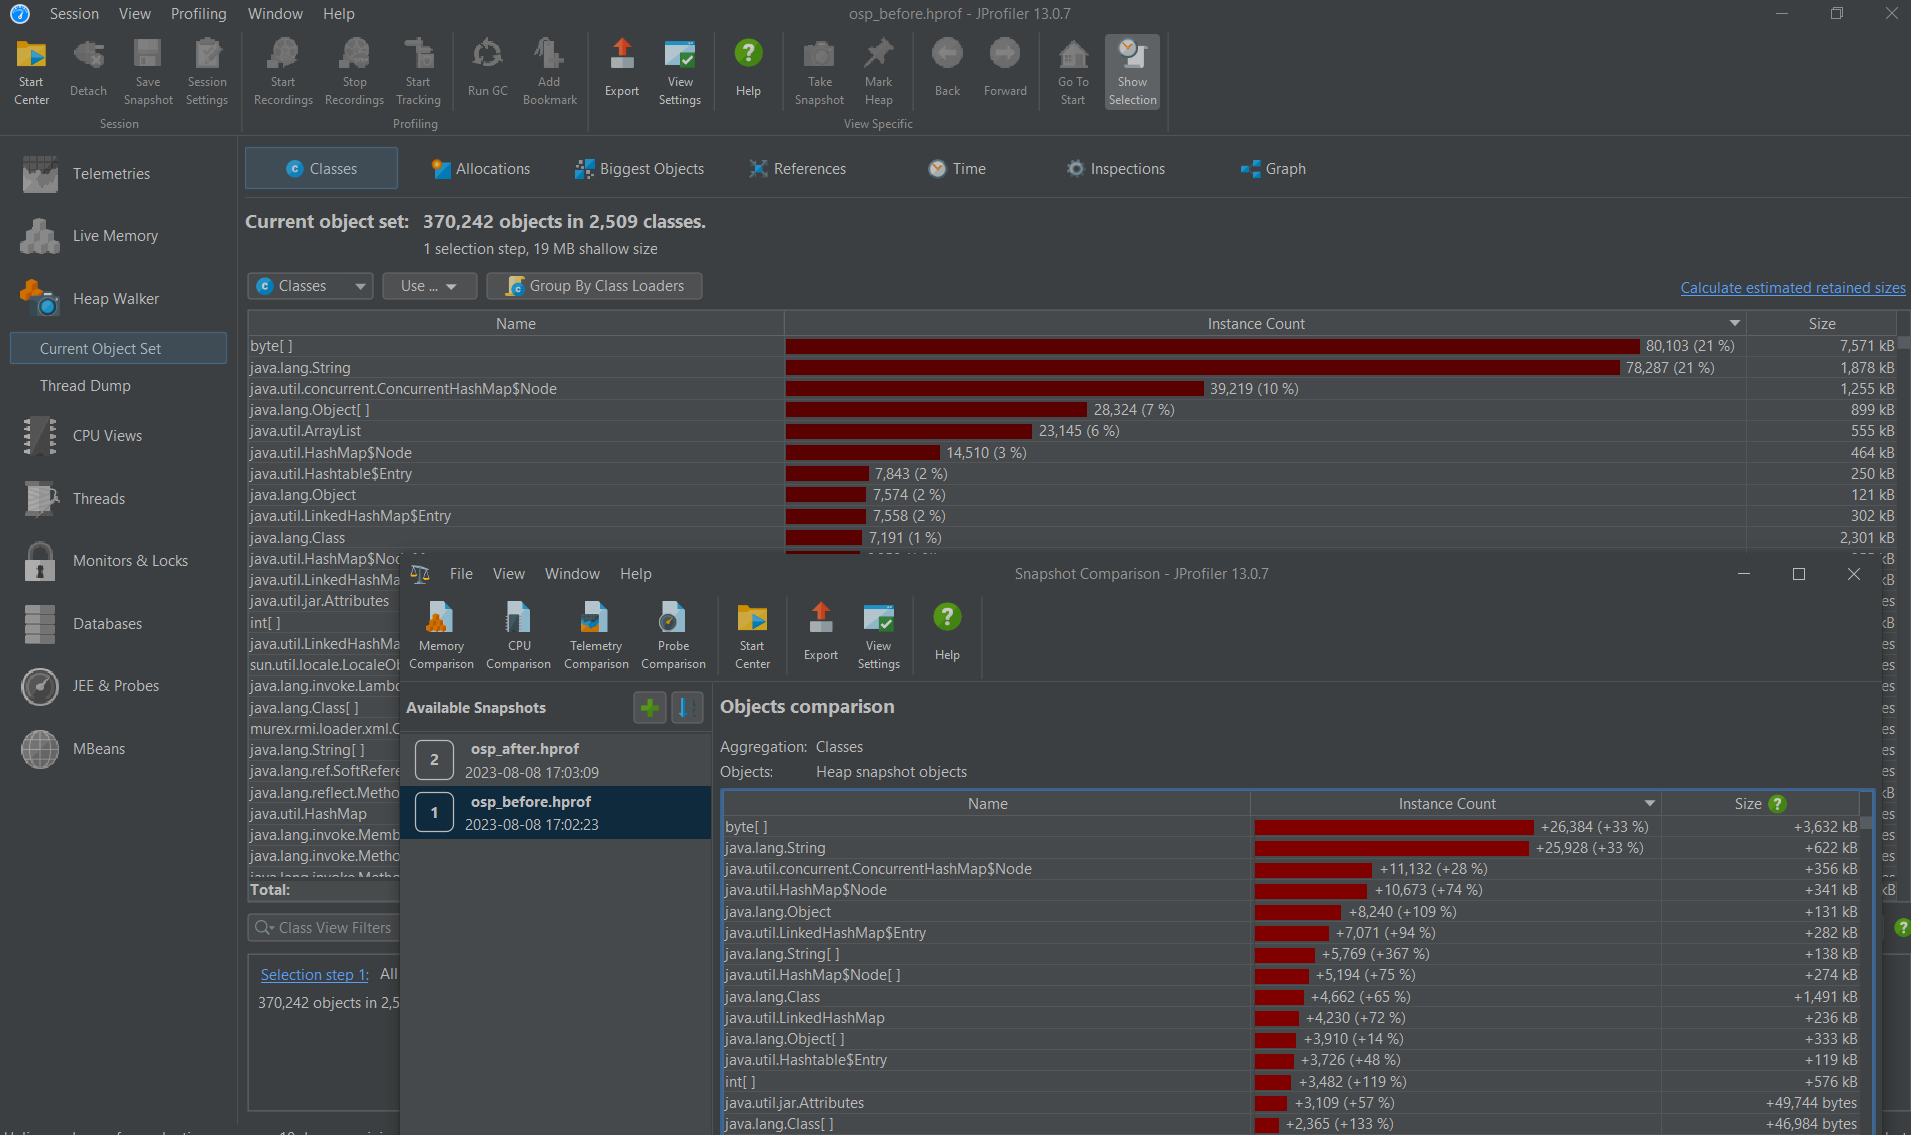 Session View Profiling Window Help
osp_before.hprof - JProfiler 13.0.7
Start Center
Detach
Save Snapshot
Session Settings
Start Recordings
Stop Recordings
Start Tracking
Run GC
Add Bookmark
Export
View Settings
Help
Take Snapshot
Mark Heap
Back
Forward
Go To Start
Show Selection
Session
Profiling
View Specific
Telemetries
Live Memory
Heap Walker
Current Object Set
Thread Dump
CPU Views
Threads
Monitors & Locks
Databases
JEE & Probes
MBeans
Classes
Allocations
Biggest Objects
References
Time
Inspections
Graph
Current object set: 370,242 objects in 2,509 classes.
1 selection step, 19 MB shallow size
Classes
Use ...
Group By Class Loaders
Calculate estimated retained sizes
Name Instance Count Size
byte[ ] 80,103 (21 %) 7,571 kB
java.lang.String 78,287 (21 %) 1,878 kB
java.util.concurrent.ConcurrentHashMap$Node 39,219 (10 %) 1,255 kB
java.lang.Object[ ] 28,324 (7 %) 899 kB
java.util.ArrayList 23,145 (6 %) 555 kB
java.util.HashMap$Node 14,510 (3 %) 464 kB
java.util.Hashtable$Entry 7,843 (2 %) 250 kB
java.lang.Object 7,574 (2 %) 121 kB
java.util.LinkedHashMap$Entry 7,558 (2 %) 302 kB
java.lang.Class 7,191 (1 %) 2,301 kB
java.util.HashMap$Noc
java.util.LinkedHashMa
java.util.jar.Attributes
int[ ]
java.util.LinkedHashMa
sun.util.locale.LocaleOb
java.lang.invoke.Lambc
java.lang.Class[ ]
murex.rmi.loader.xml.C
java.lang.String[ ]
java.lang.ref.SoftRefere
java.lang.reflect.Metho
java.util.HashMap
java.lang.invoke.Memb
java.lang.invoke.Metho
Total:
Class View Filters
Selection step 1: All
370,242 objects in 2,5
File View Window Help
Snapshot Comparison - JProfiler 13.0.7
Memory Comparison
CPU Comparison
Telemetry Comparison
Probe Comparison
Start Center
Export
View Settings
Help
Available Snapshots
2 osp_after.hprof
2023-08-08 17:03:09
1 osp_before.hprof
2023-08-08 17:02:23
Objects comparison
Aggregation: Classes
Objects: Heap snapshot objects
Name Instance Count Size
byte[ ] +26,384 (+33 %) +3,632 kB
java.lang.String +25,928 (+33 %) +622 kB
java.util.concurrent.ConcurrentHashMap$Node +11,132 (+28 %) +356 kB
java.util.HashMap$Node +10,673 (+74 %) +341 kB
java.lang.Object +8,240 (+109 %) +131 kB
java.util.LinkedHashMap$Entry +7,071 (+94 %) +282 kB
java.lang.String[ ] +5,769 (+367 %) +138 kB
java.util.HashMap$Node[ ] +5,194 (+75 %) +274 kB
java.lang.Class +4,662 (+65 %) +1,491 kB
java.util.LinkedHashMap +4,230 (+72 %) +236 kB
java.lang.Object[ ] +3,910 (+14 %) +333 kB
java.util.Hashtable$Entry +3,726 (+48 %) +119 kB
int[ ] +3,482 (+119 %) +576 kB
java.util.jar.Attributes +3,109 (+57 %) +49,744 bytes
java.lang.Class[ ] +2,365 (+133 %) +46,984 bytes